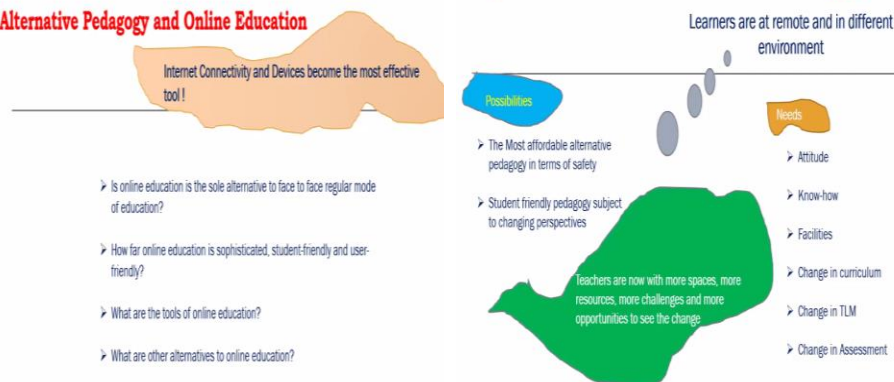 Alternative Pedagogy and Online Education
Internet Connectivity and Devices become the most effective
tool !
➢ Is online education is the sole alternative to face to face regular mode
of education?
➢ How far online education is sophisticated, student-friendly and user-
friendly?
➢ What are the tools of online education?
➢ What are other alternatives to online education?
Learners are at remote and in different
environment
Possibilities
➢ The Most affordable alternative
pedagogy in terms of safety
➢ Student friendly pedagogy subject
to changing perspectives
Teachers are now with more spaces, more
resources, more challenges and more
opportunities to see the change
Needs
➢ Attitude
➢ Know-how
➢ Facilities
➢ Change in curriculum
➢ Change in TLM
➢ Change in Assessment